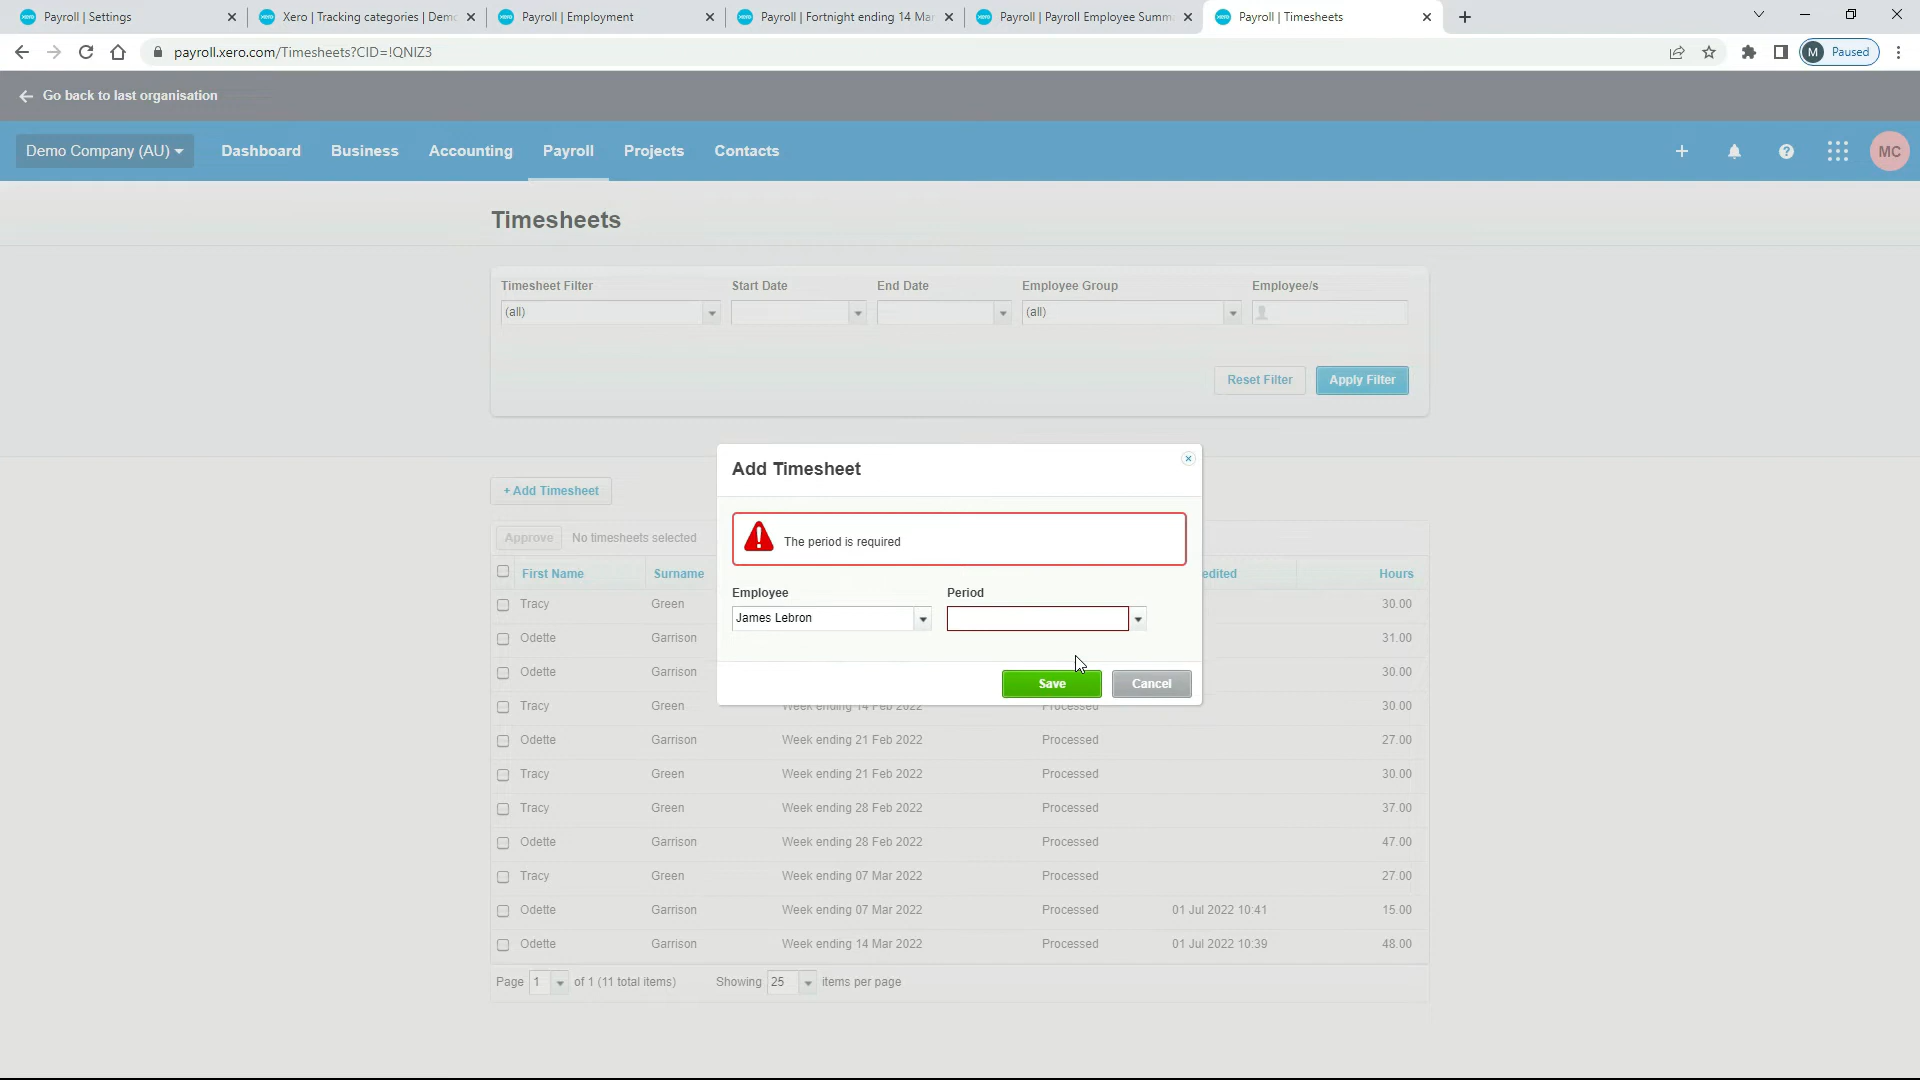 Payroll | Settings
Xero | Tracking categories | Demo
Payroll | Employment
Payroll | Fortnight ending 14 Mar
Payroll | Payroll Employee Summ
Payroll | Timesheets
payroll.xero.com/Timesheets?CID=!QNIZ3
M Paused
Go back to last organisation
Demo Company (AU)
Dashboard
Business
Accounting
Payroll
Projects
Contacts
MC
Timesheets
Timesheet Filter
Start Date
End Date
Employee Group
Employee/s
(all)
(all)
Reset Filter
Apply Filter
Add Timesheet
The period is required
Employee
Period
James Lebron
Save
Cancel
+ Add Timesheet
Approve
No timesheets selected
First Name Surname edited Hours
Tracy Green 30.00
Odette Garrison 31.00
Odette Garrison 30.00
Tracy Green Week ending 14 Feb 2022 Processed 30.00
Odette Garrison Week ending 21 Feb 2022 Processed 27.00
Tracy Green Week ending 21 Feb 2022 Processed 30.00
Tracy Green Week ending 28 Feb 2022 Processed 37.00
Odette Garrison Week ending 28 Feb 2022 Processed 47.00
Tracy Green Week ending 07 Mar 2022 Processed 27.00
Odette Garrison Week ending 07 Mar 2022 Processed 01 Jul 2022 10:41 15.00
Odette Garrison Week ending 14 Mar 2022 Processed 01 Jul 2022 10:39 48.00
Page 1 of 1 (11 total items) Showing 25 items per page